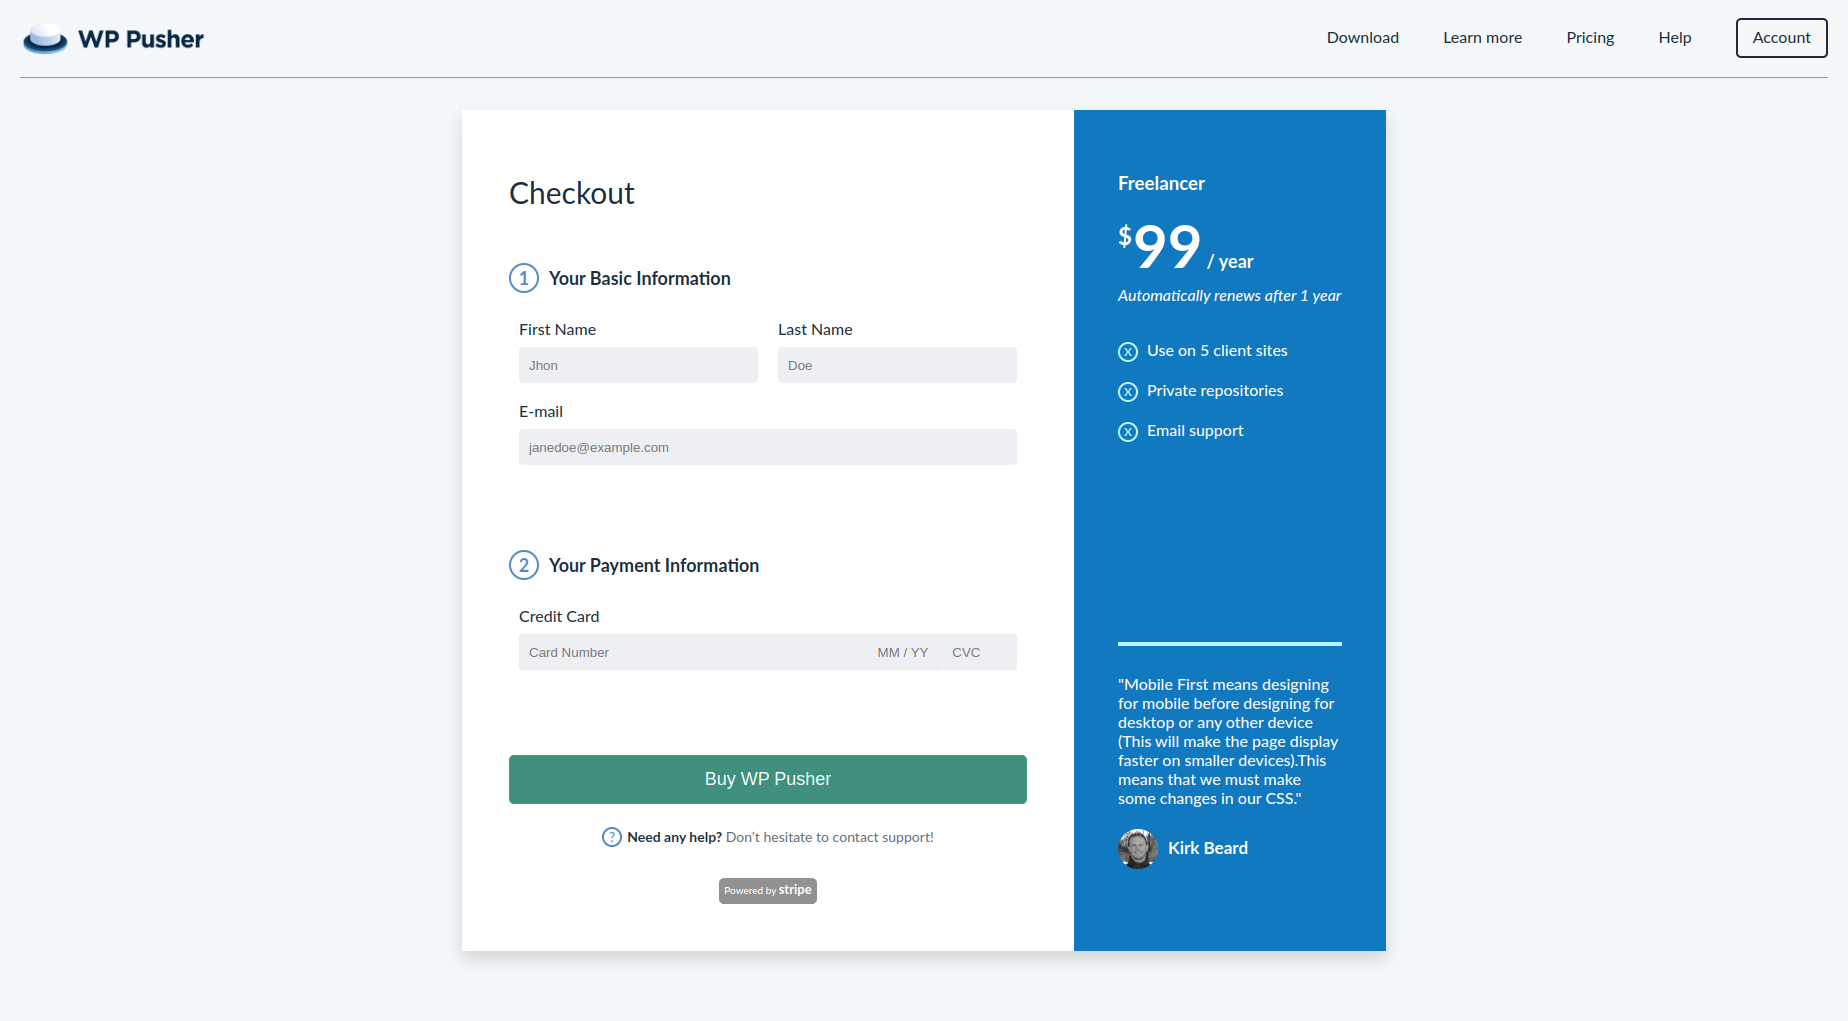 WP Pusher
Download Learn more Pricing Help Account
Checkout
1 Your Basic Information
First Name Last Name
Jhon Doe
E-mail
janedoe@example.com
2 Your Payment Information
Credit Card
Card Number MM / YY CVC
Buy WP Pusher
? Need any help? Don't hesitate to contact support!
Powered by stripe
Freelancer
$99 / year
Automatically renews after 1 year
X Use on 5 client sites
X Private repositories
X Email support
"Mobile First means designing
for mobile before designing for
desktop or any other device
(This will make the page display
faster on smaller devices).This
means that we must make
some changes in our CSS."
Kirk Beard